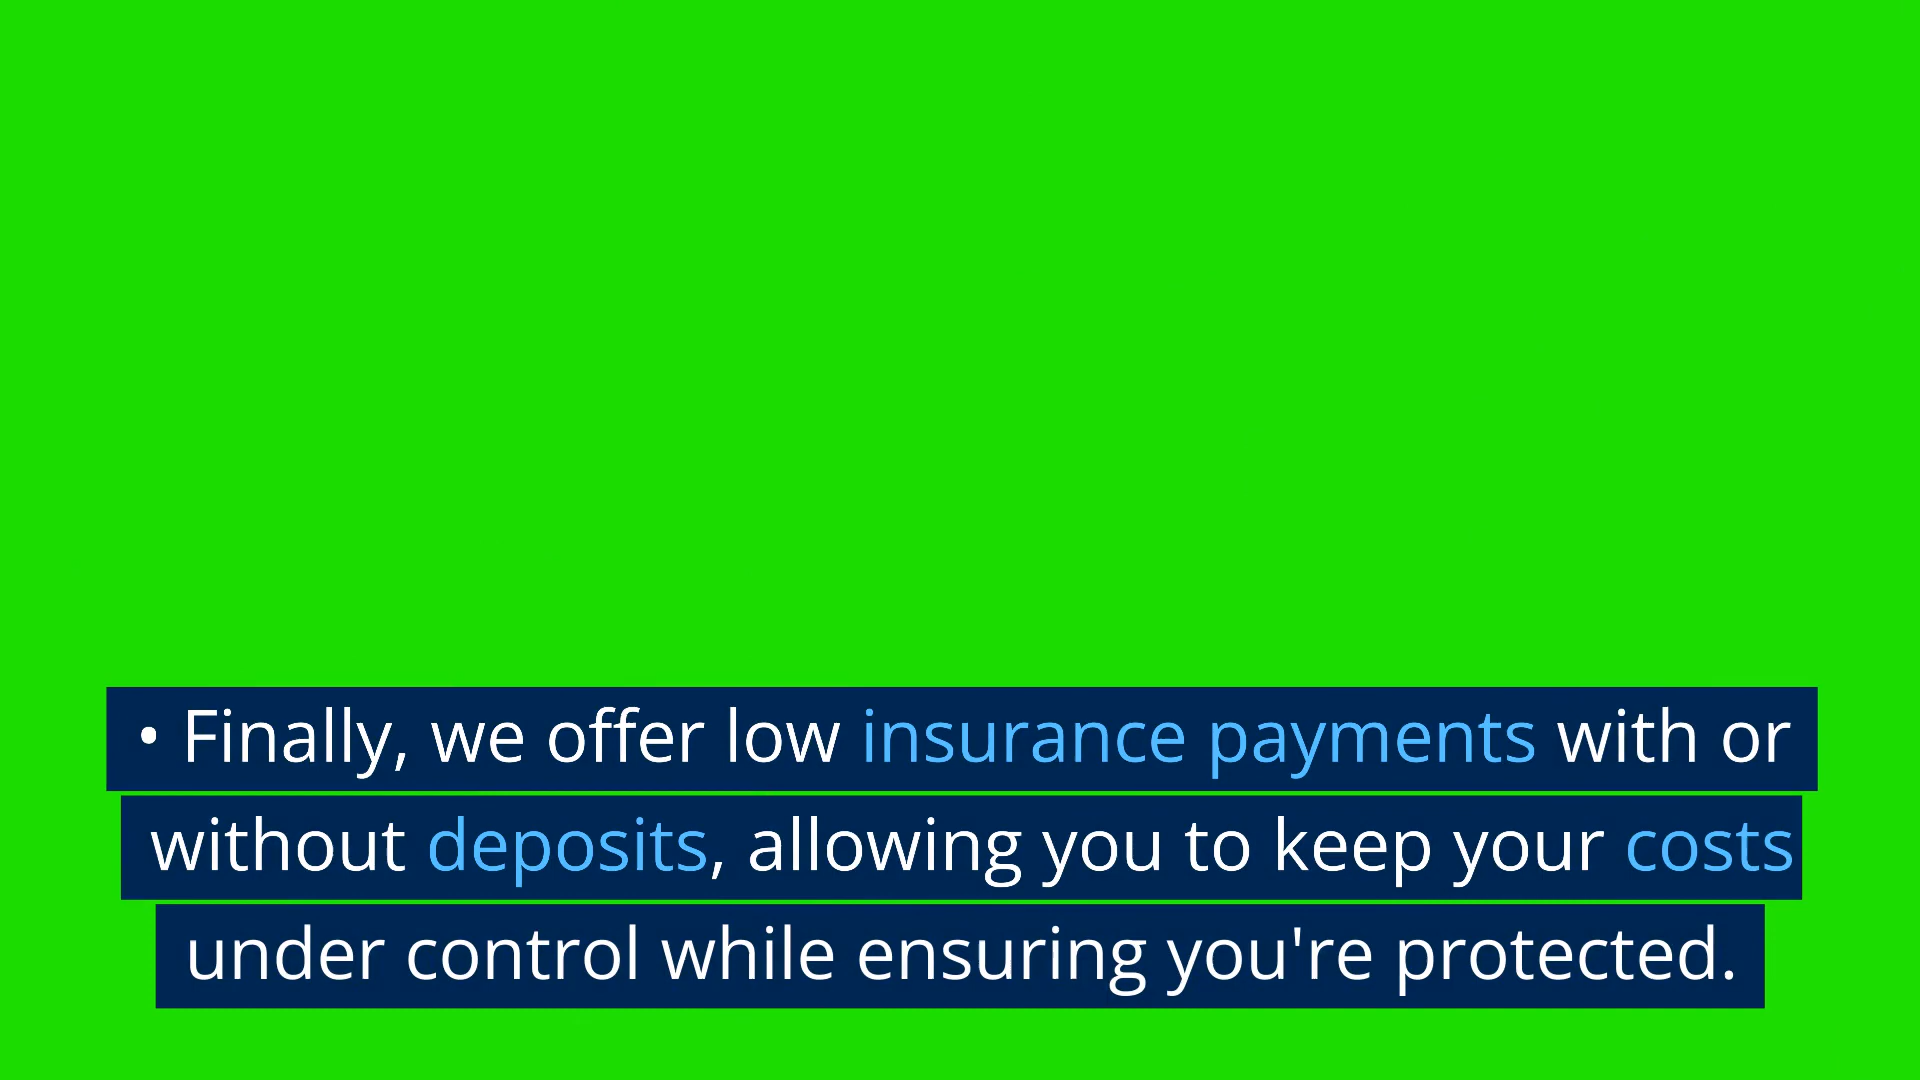 • Finally, we offer low insurance payments with or
without deposits, allowing you to keep your costs
under control while ensuring you're protected.